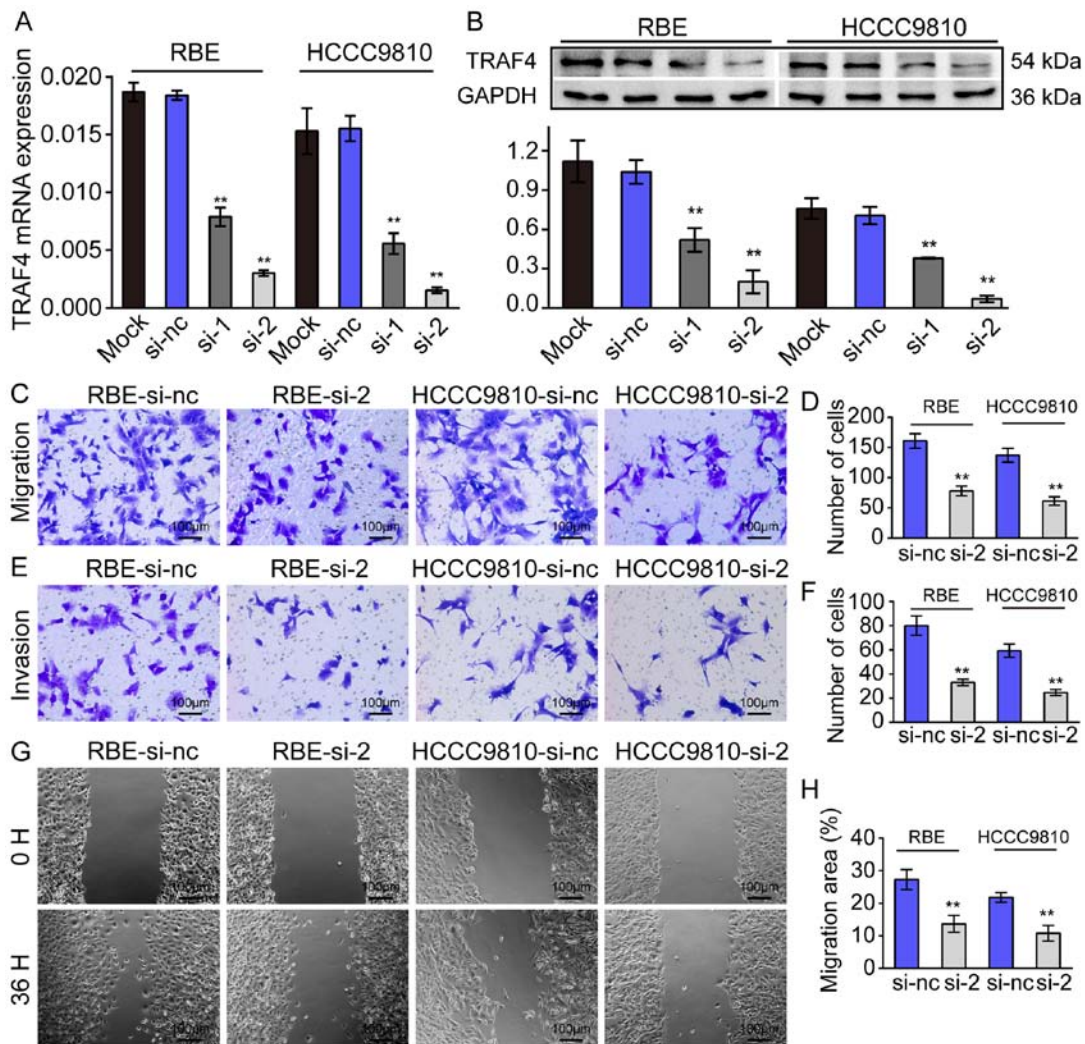 A
RBE HCCC9810
TRAF4 mRNA expression
0.020
0.015
0.010
0.005
0.000
** ** ** **
Mock si-nc si-1 si-2 Mock si-nc si-1 si-2
B
RBE HCCC9810
TRAF4 54 kDa
GAPDH 36 kDa
1.2
0.9
0.6
0.3
0.0
** ** ** **
Mock si-nc si-1 si-2 Mock si-nc si-1 si-2
C
RBE-si-nc RBE-si-2 HCCC9810-si-nc HCCC9810-si-2
Migration
100μm 100μm 100μm 100μm
D
RBE HCCC9810
Number of cells
200
150
100
50
0
** **
si-nc si-2 si-nc si-2
E
RBE-si-nc RBE-si-2 HCCC9810-si-nc HCCC9810-si-2
Invasion
100μm 100μm 100μm 100μm
F
RBE HCCC9810
Number of cells
100
80
60
40
20
0
** **
si-nc si-2 si-nc si-2
G
RBE-si-nc RBE-si-2 HCCC9810-si-nc HCCC9810-si-2
0 H
100μm 100μm 100μm 100μm
36 H
100μm 100μm 100μm 100μm
H
RBE HCCC9810
Migration area (%)
40
30
20
10
0
** **
si-nc si-2 si-nc si-2